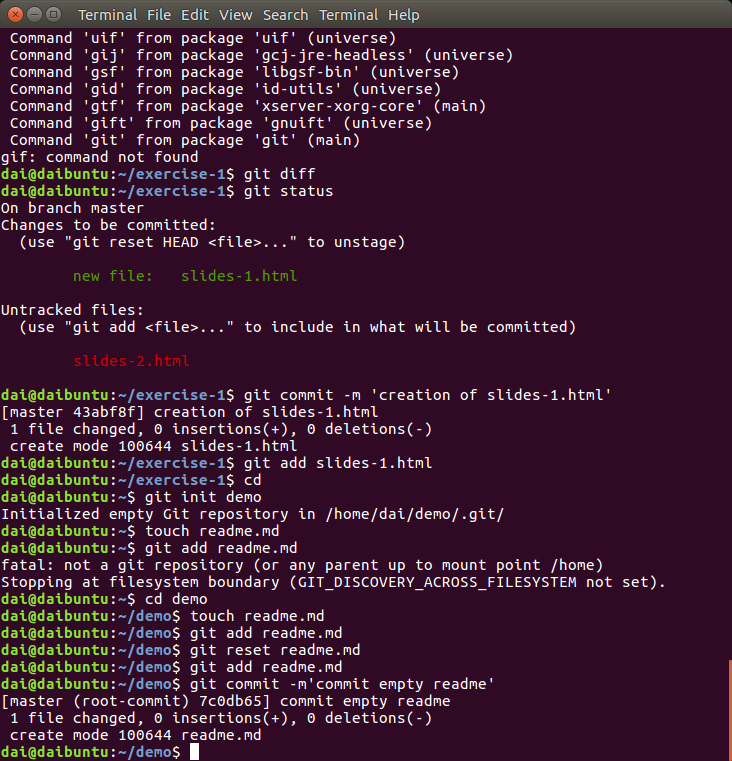 Terminal File Edit View Search Terminal Help
Command 'uif' from package 'uif' (universe)
Command 'gij' from package 'gcj-jre-headless' (universe)
Command 'gsf' from package 'libgsf-bin' (universe)
Command 'gid' from package 'id-utils' (universe)
Command 'gtf' from package 'xserver-xorg-core' (main)
Command 'gift' from package 'gnuift' (universe)
Command 'git' from package 'git' (main)
gif: command not found
dai@daibuntu:~/exercise-1$ git diff
dai@daibuntu:~/exercise-1$ git status
On branch master
Changes to be committed:
  (use "git reset HEAD <file>..." to unstage)
new file:   slides-1.html
Untracked files:
  (use "git add <file>..." to include in what will be committed)
slides-2.html
dai@daibuntu:~/exercise-1$ git commit -m 'creation of slides-1.html'
[master 43abf8f] creation of slides-1.html
 1 file changed, 0 insertions(+), 0 deletions(-)
 create mode 100644 slides-1.html
dai@daibuntu:~/exercise-1$ git add slides-1.html
dai@daibuntu:~/exercise-1$ cd
dai@daibuntu:~$ git init demo
Initialized empty Git repository in /home/dai/demo/.git/
dai@daibuntu:~$ touch readme.md
dai@daibuntu:~$ git add readme.md
fatal: not a git repository (or any parent up to mount point /home)
Stopping at filesystem boundary (GIT_DISCOVERY_ACROSS_FILESYSTEM not set).
dai@daibuntu:~$ cd demo
dai@daibuntu:~/demo$ touch readme.md
dai@daibuntu:~/demo$ git add readme.md
dai@daibuntu:~/demo$ git reset readme.md
dai@daibuntu:~/demo$ git add readme.md
dai@daibuntu:~/demo$ git commit -m'commit empty readme'
[master (root-commit) 7c0db65] commit empty readme
 1 file changed, 0 insertions(+), 0 deletions(-)
 create mode 100644 readme.md
dai@daibuntu:~/demo$